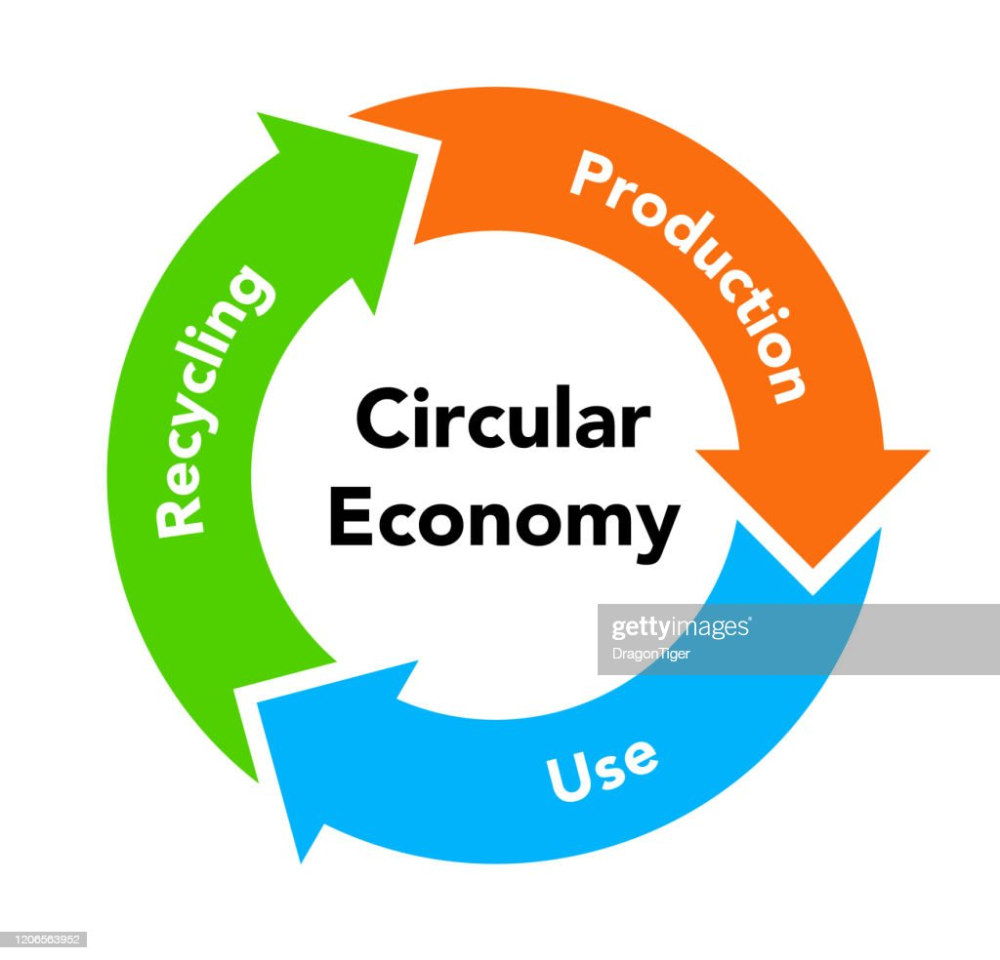 Production
Recycling
Circular
Economy
Use
gettyimages®
DragonTiger
1206563952